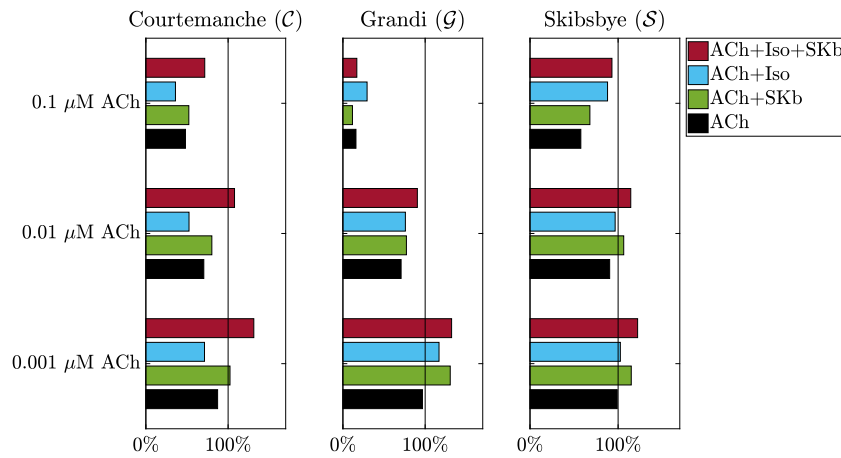 Courtemanche (𝒞)
Grandi (𝒢)
Skibsbye (𝒮)
ACh+Iso+SKb
ACh+Iso
ACh+SKb
ACh
0.1 μM ACh
0.01 μM ACh
0.001 μM ACh
0% 100%
0% 100%
0% 100%